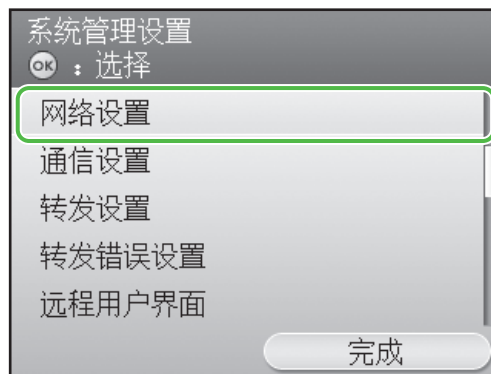 系统管理设置
OK : 选择
网络设置
通信设置
转发设置
转发错误设置
远程用户界面
完成